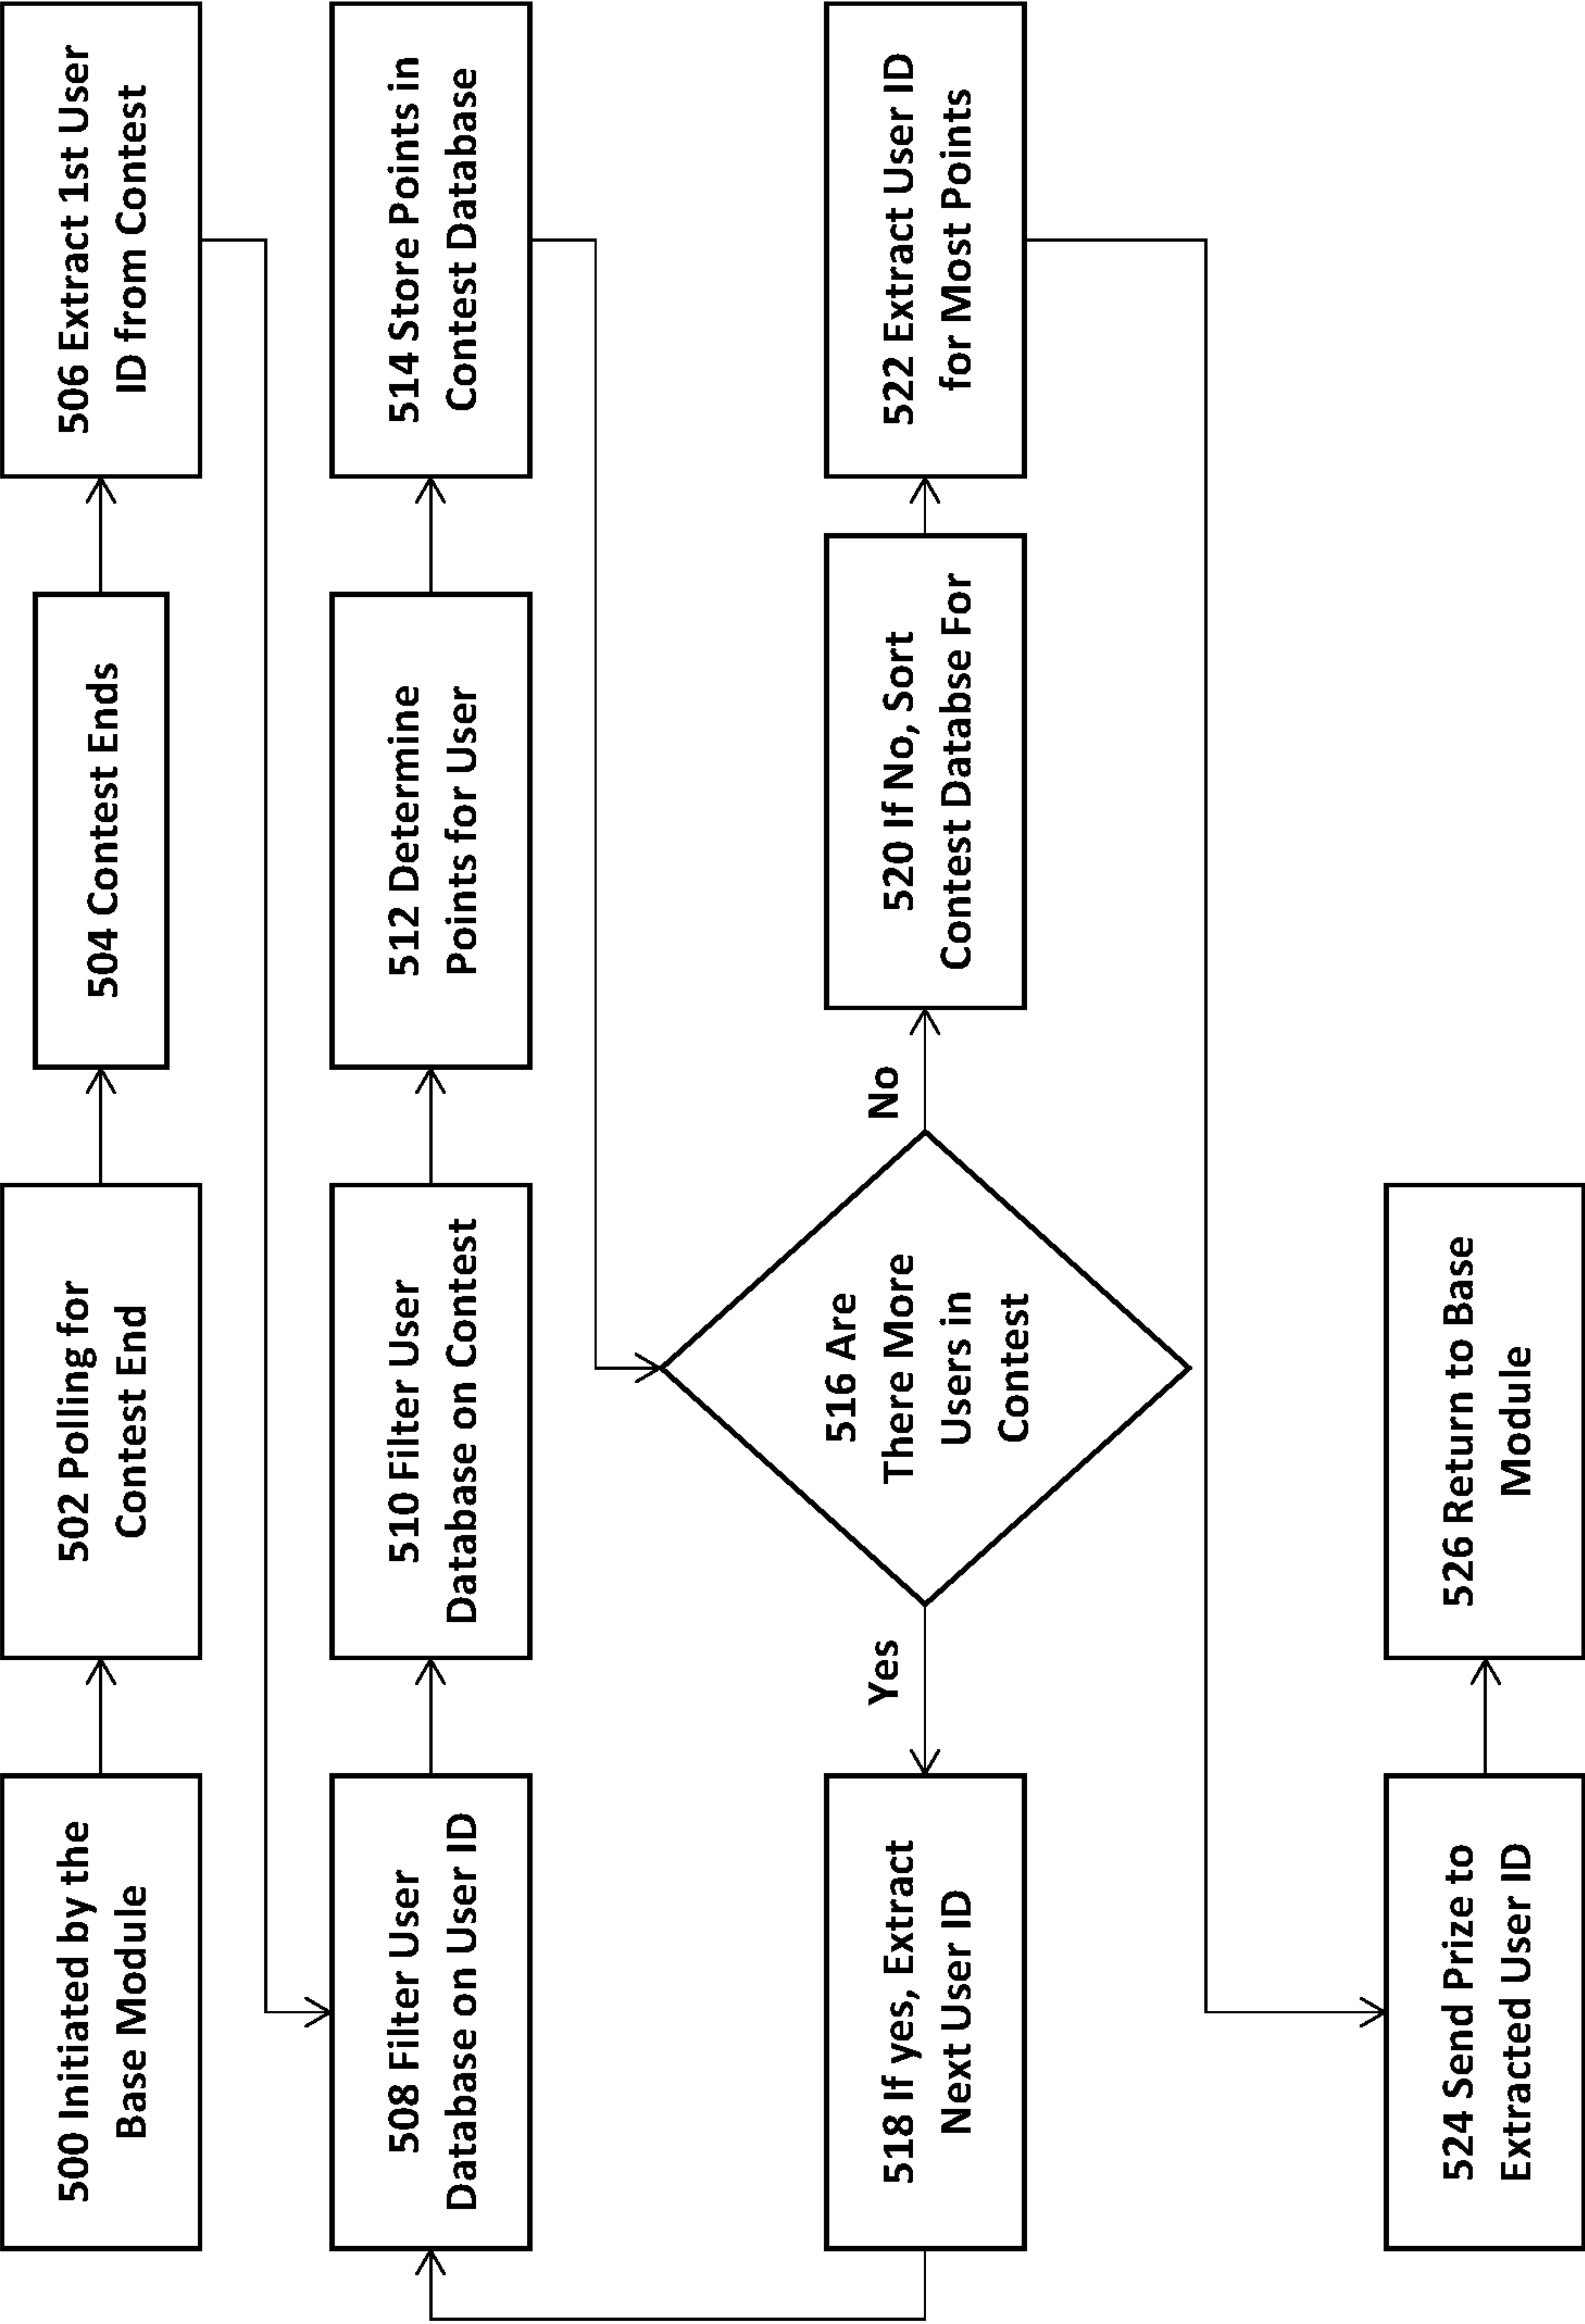 500 Initiated by the
Base Module
502 Polling for
Contest End
504 Contest Ends
506 Extract 1st User
ID from Contest
508 Filter User
Database on User ID
510 Filter User
Database on Contest
512 Determine
Points for User
514 Store Points in
Contest Database
516 Are
There More
Users in
Contest
Yes
No
518 If yes, Extract
Next User ID
520 If No, Sort
Contest Databse For
522 Extract User ID
for Most Points
524 Send Prize to
Extracted User ID
526 Return to Base
Module